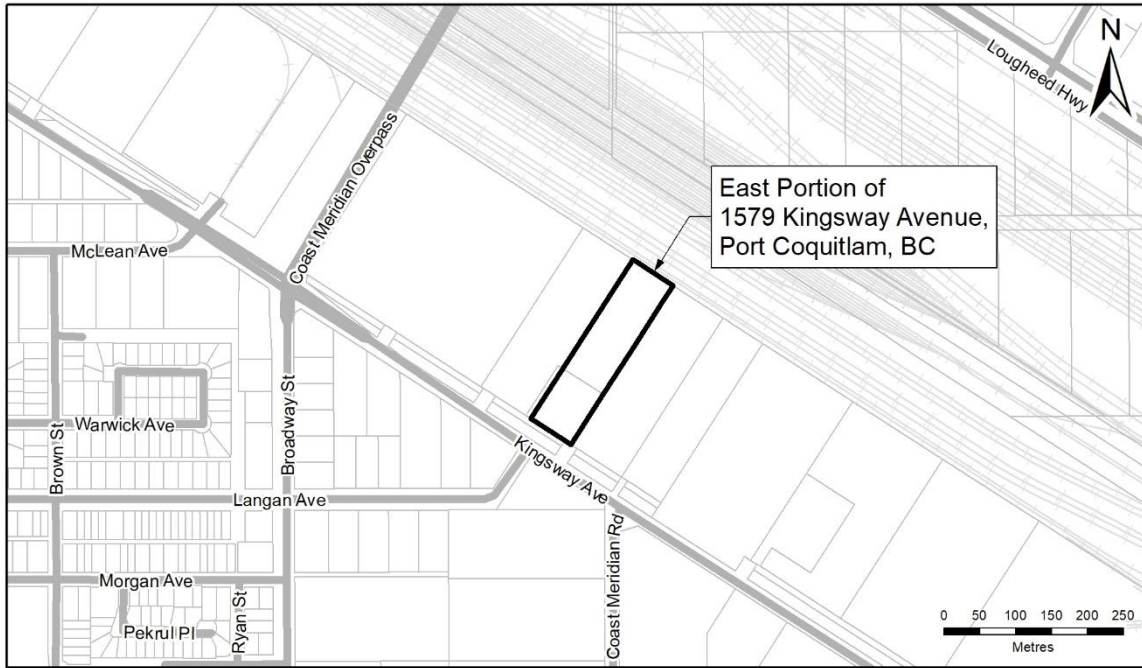 N
Lougheed Hwy
Coast Meridian Overpass
East Portion of
1579 Kingsway Avenue,
Port Coquitlam, BC
McLean Ave
Broadway St
Warwick Ave
Brown St
Kingsway Ave
Langan Ave
Coast Meridian Rd
Morgan Ave
Ryan St
Pekrul Pl
0 50 100 150 200 250
Metres